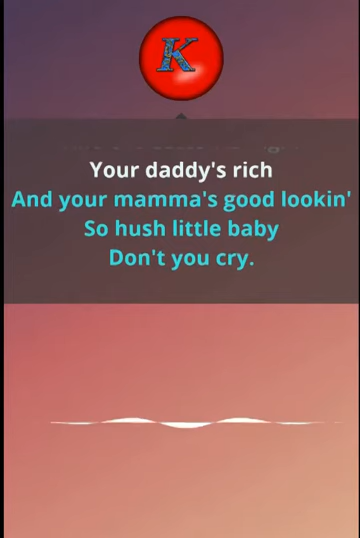 K
Your daddy's rich
And your mamma's good lookin'
So hush little baby
Don't you cry.